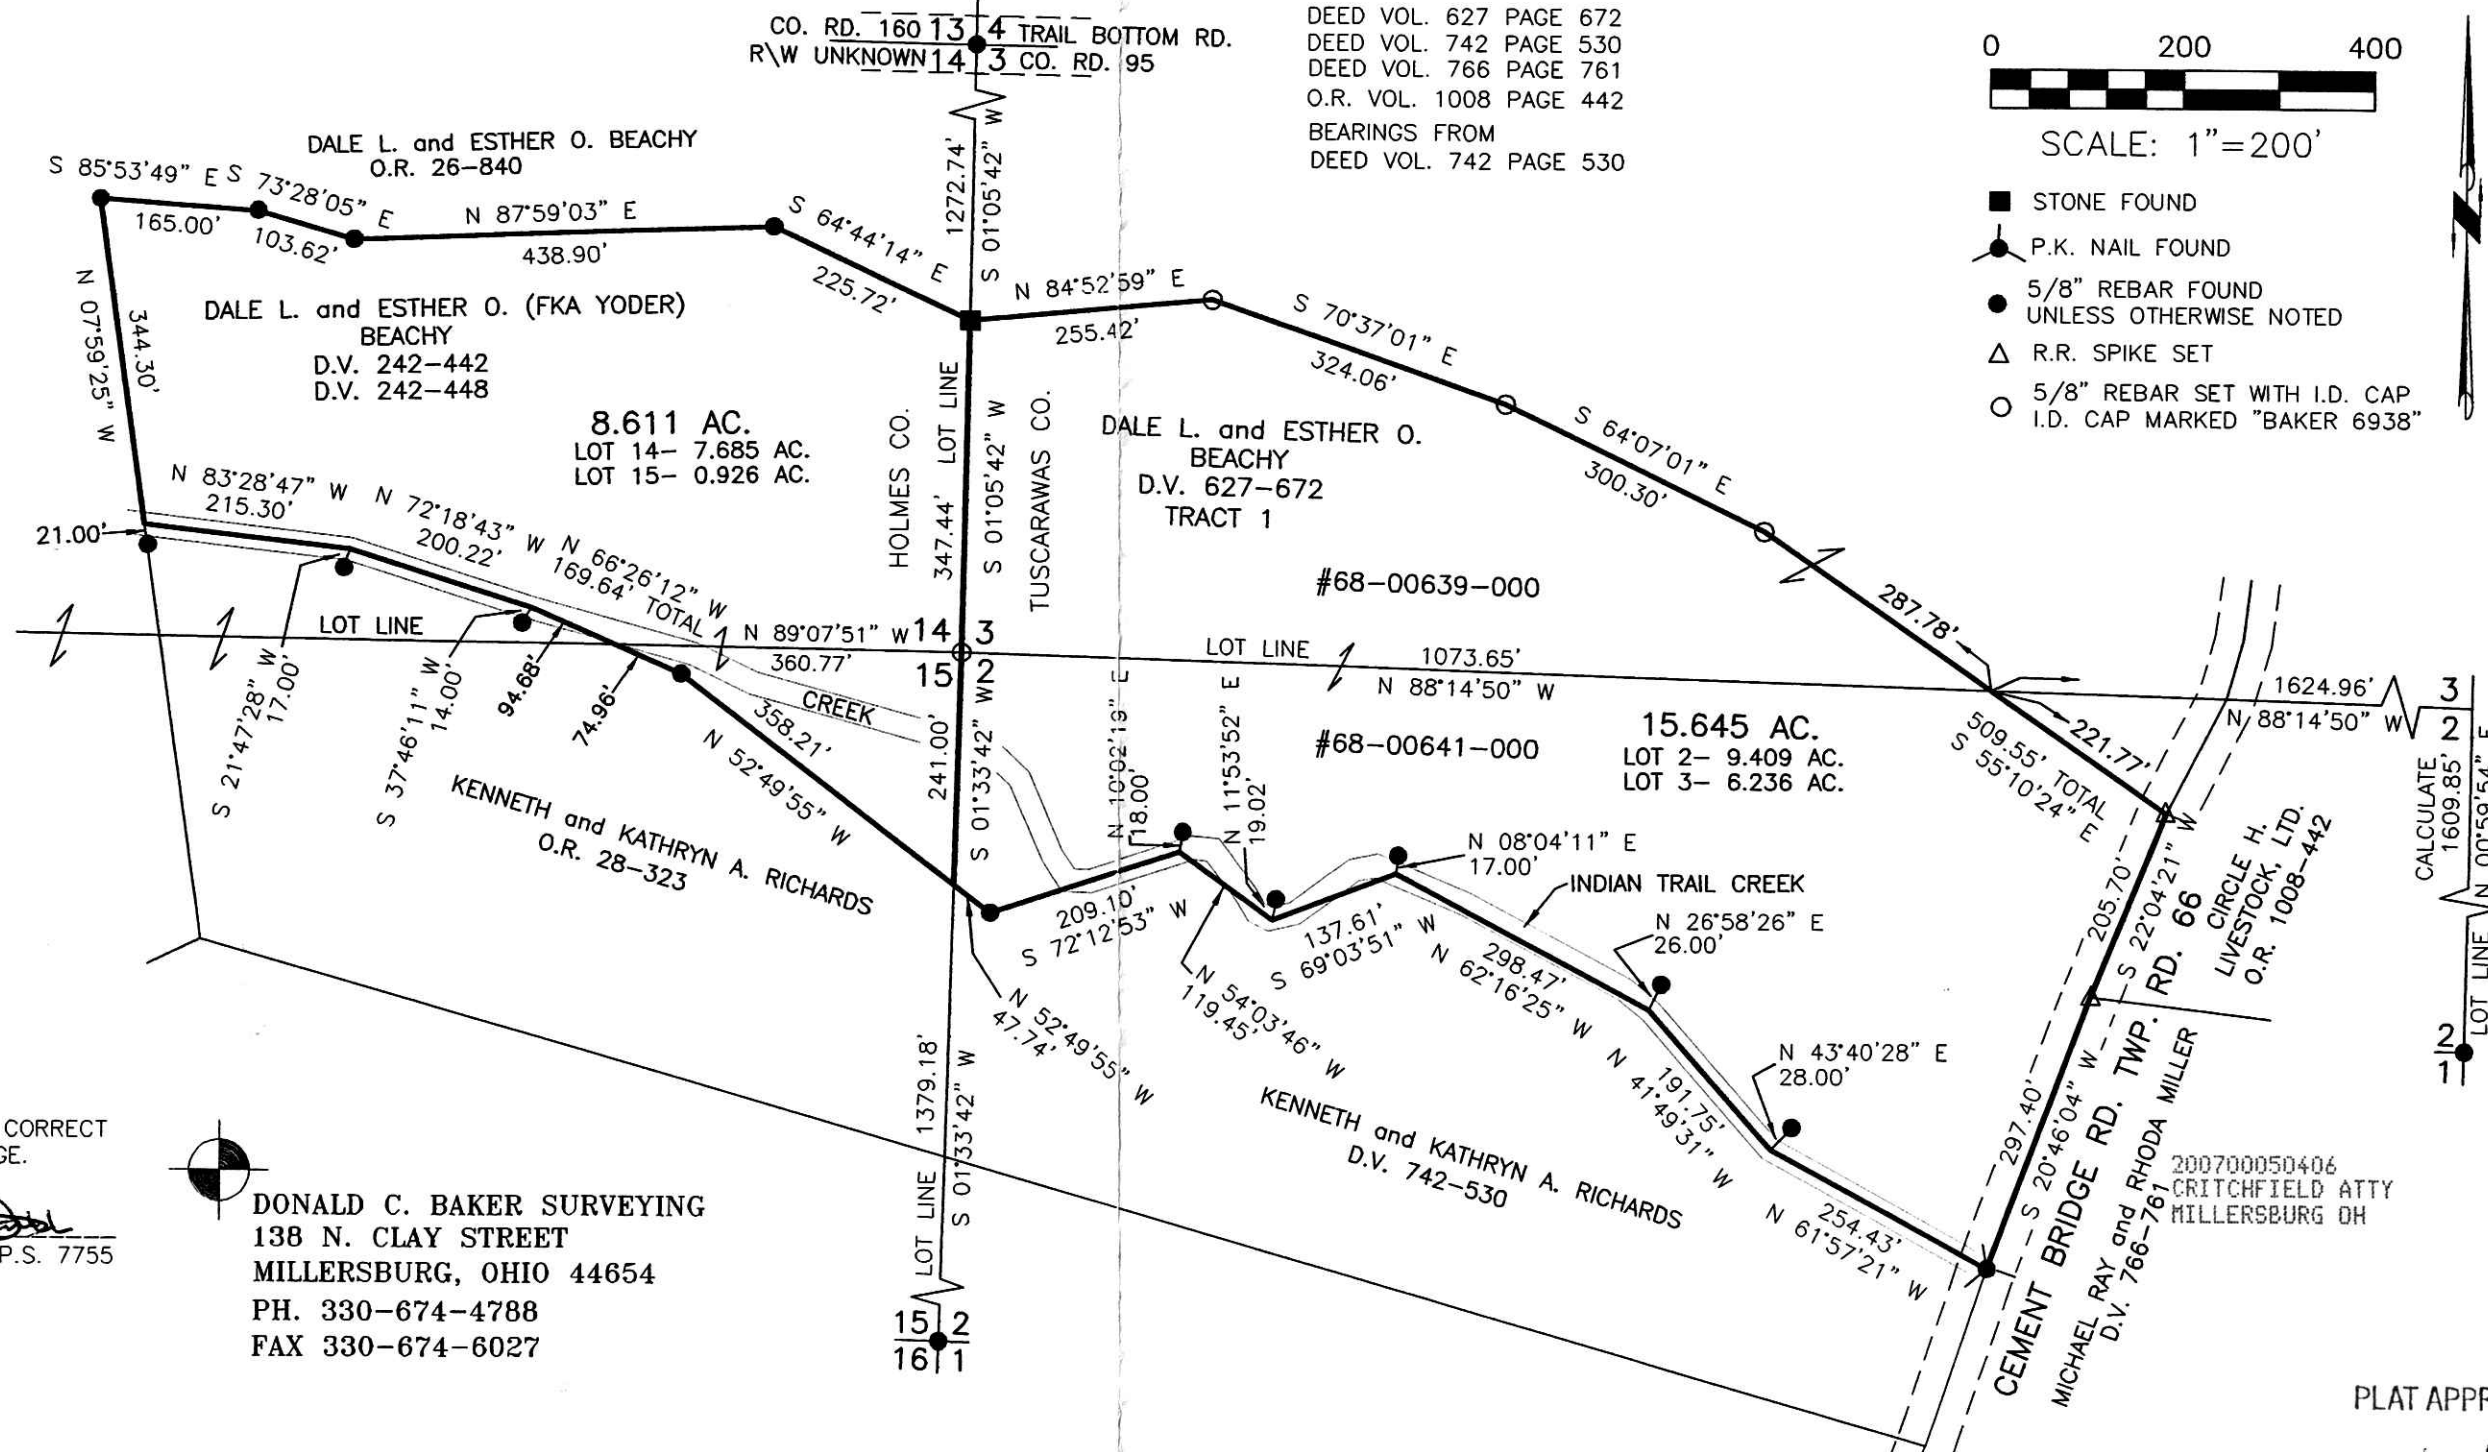 CO. RD. 160 13 4 TRAIL BOTTOM RD.
R\W UNKNOWN 14 3 CO. RD. 95
DEED VOL. 627 PAGE 672
DEED VOL. 742 PAGE 530
DEED VOL. 766 PAGE 761
O.R. VOL. 1008 PAGE 442
BEARINGS FROM
DEED VOL. 742 PAGE 530
0 200 400
SCALE: 1"=200'
STONE FOUND
P.K. NAIL FOUND
5/8" REBAR FOUND
UNLESS OTHERWISE NOTED
R.R. SPIKE SET
5/8" REBAR SET WITH I.D. CAP
I.D. CAP MARKED "BAKER 6938"
DALE L. and ESTHER O. BEACHY
O.R. 26-840
S 85°53'49" E
165.00'
S 73°28'05" E
103.62'
N 87°59'03" E
438.90'
S 64°44'14" E
225.72'
1272.74'
S 01°05'42" W
N 84°52'59" E
255.42'
S 70°37'01" E
324.06'
S 64°07'01" E
300.30'
287.78'
N 07°59'25" W
344.30'
DALE L. and ESTHER O. (FKA YODER)
BEACHY
D.V. 242-442
D.V. 242-448
8.611 AC.
LOT 14- 7.685 AC.
LOT 15- 0.926 AC.
HOLMES CO.
347.44' LOT LINE
S 01°05'42" W
TUSCARAWAS CO.
DALE L. and ESTHER O.
BEACHY
D.V. 627-672
TRACT 1
#68-00639-000
N 83°28'47" W
215.30'
N 72°18'43" W
200.22'
N 66°26'12" W
169.64' TOTAL
21.00'
LOT LINE
N 89°07'51" W
360.77'
14 3
15 2
LOT LINE
1073.65'
N 88°14'50" W
1624.96'
N 88°14'50" W
3
2
S 21°47'28" W
17.00'
S 37°46'11" W
14.00'
94.68'
74.96'
CREEK
358.21'
N 52°49'55" W
241.00'
S 01°33'42" W
N 10°02'19" E
18.00'
N 11°53'52" E
19.02'
#68-00641-000
15.645 AC.
LOT 2- 9.409 AC.
LOT 3- 6.236 AC.
221.77'
509.55' TOTAL
S 55°10'24" E
KENNETH and KATHRYN A. RICHARDS
O.R. 28-323
209.10'
S 72°12'53" W
N 52°49'55" W
47.74'
N 54°03'46" W
119.45'
137.61'
S 69°03'51" W
N 08°04'11" E
17.00'
INDIAN TRAIL CREEK
N 26°58'26" E
26.00'
298.47'
N 62°16'25" W
191.75'
N 41°49'31" W
N 43°40'28" E
28.00'
254.43'
N 61°57'21" W
205.70'
S 22°04'21" W
CIRCLE H.
LIVESTOCK, LTD.
O.R. 1008-442
297.40'
S 20°46'04" W
CEMENT BRIDGE RD. TWP. RD. 66
MICHAEL RAY and RHODA MILLER
D.V. 766-761
CALCULATE
1609.85'
LOT LINE N 00°59'54" E
2
1
KENNETH and KATHRYN A. RICHARDS
D.V. 742-530
LOT LINE 1379.18'
S 01°33'42" W
15 2
16 1
CORRECT
GE.
P.S. 7755
DONALD C. BAKER SURVEYING
138 N. CLAY STREET
MILLERSBURG, OHIO 44654
PH. 330-674-4788
FAX 330-674-6027
200700050406
CRITCHFIELD ATTY
MILLERSBURG OH
PLAT APPR